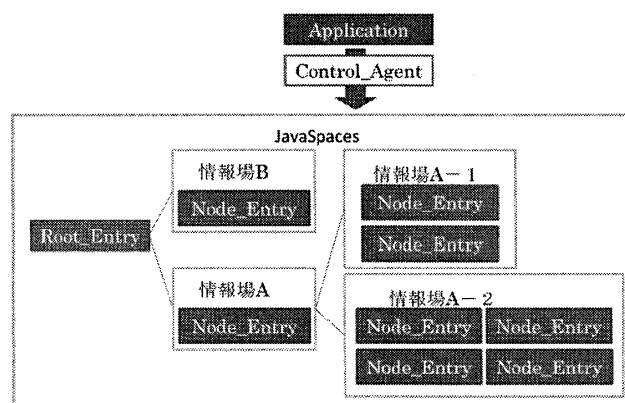 Application
Control_Agent
JavaSpaces
情報場B
Node_Entry
情報場A-1
Node_Entry
Node_Entry
Root_Entry
情報場A
Node_Entry
情報場A-2
Node_Entry Node_Entry
Node_Entry Node_Entry